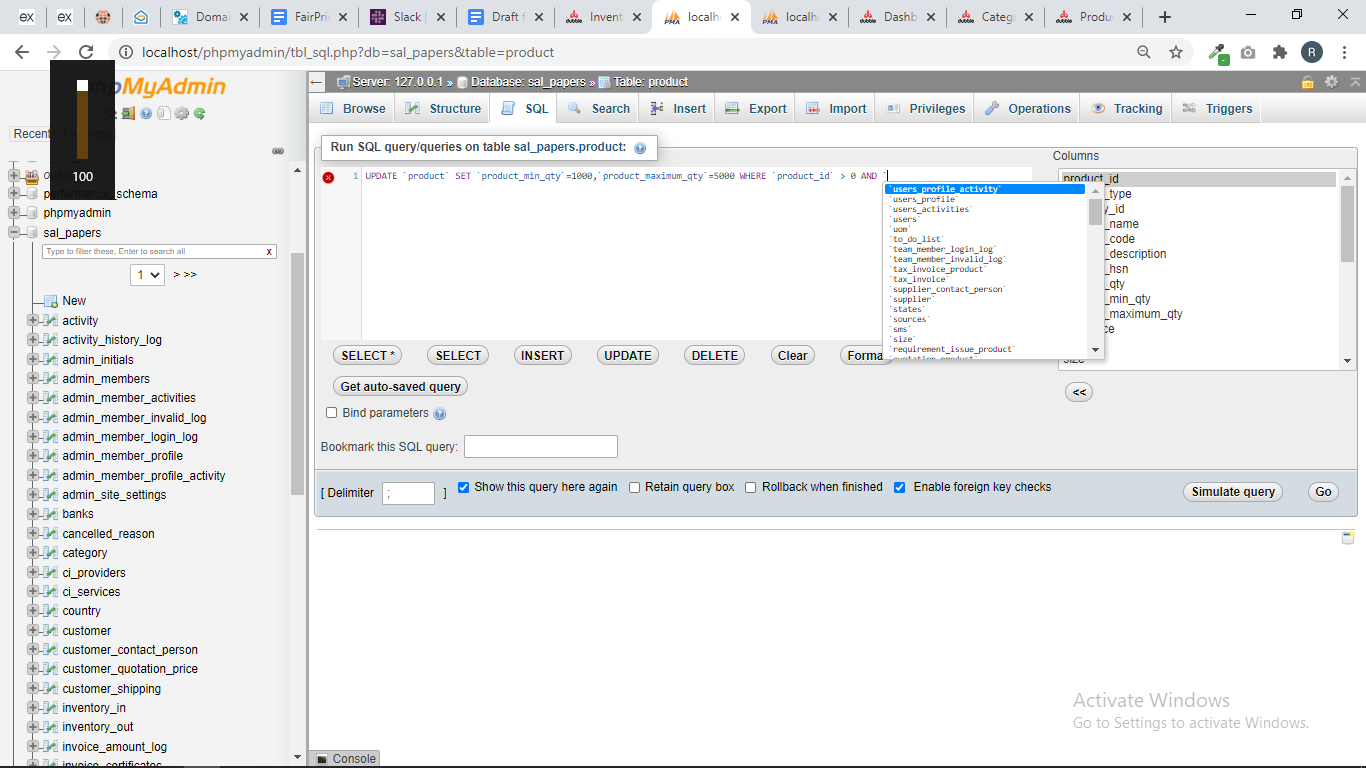 ex
ex
Domai
FairPri
Slack |
Draft f
Invent
localh
localho
Dashb
Catego
Produ
localhost/phpmyadmin/tbl_sql.php?db=sal_papers&table=product
R
phpMyAdmin
100
Recent Favorites
performance_schema
phpmyadmin
sal_papers
Type to filter these, Enter to search all X
1 > >>
New
activity
activity_history_log
admin_initials
admin_members
admin_member_activities
admin_member_invalid_log
admin_member_login_log
admin_member_profile
admin_member_profile_activity
admin_site_settings
banks
cancelled_reason
category
ci_providers
ci_services
country
customer
customer_contact_person
customer_quotation_price
customer_shipping
inventory_in
inventory_out
invoice_amount_log
invoice_certificates
Server: 127.0.0.1 » Database: sal_papers » Table: product
Browse Structure SQL Search Insert Export Import Privileges Operations Tracking Triggers
Run SQL query/queries on table sal_papers.product:
1 UPDATE `product` SET `product_min_qty`=1000,`product_maximum_qty`=5000 WHERE `product_id` > 0 AND `
`users_profile_activity`
`users_profile`
`users_activities`
`users`
`uom`
`to_do_list`
`team_member_login_log`
`team_member_invalid_log`
`tax_invoice_product`
`tax_invoice`
`supplier_contact_person`
`supplier`
`states`
`sources`
`sms`
`size`
`requirement_issue_product`
`quotation_product`
Columns
product_id
_type
y_id
_name
_code
_description
_hsn
_qty
_min_qty
_maximum_qty
ce
size
<<
SELECT * SELECT INSERT UPDATE DELETE Clear Forma
Get auto-saved query
Bind parameters
Bookmark this SQL query:
[ Delimiter ; ] Show this query here again Retain query box Rollback when finished Enable foreign key checks Simulate query Go
Activate Windows
Go to Settings to activate Windows.
Console